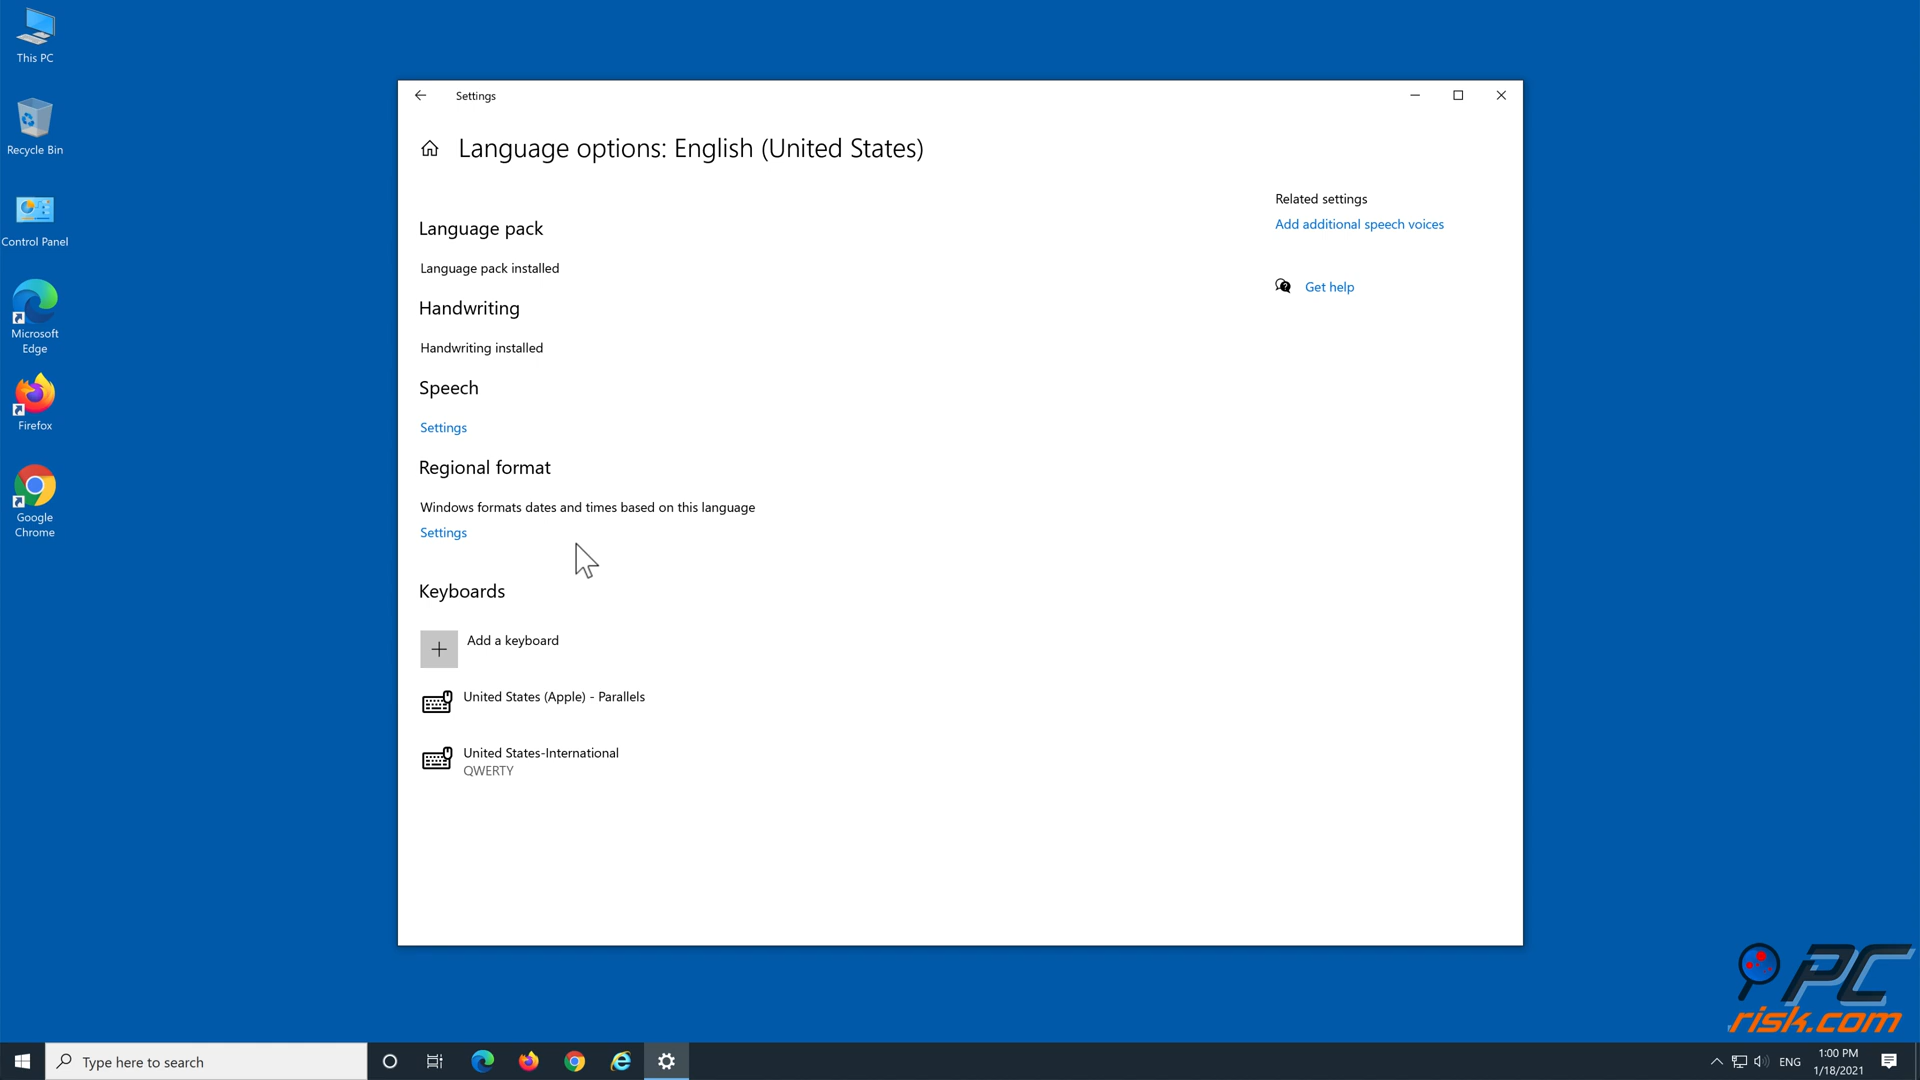 This PC
Recycle Bin
Control Panel
Microsoft
Edge
Firefox
Google
Chrome
Settings
Language options: English (United States)
Language pack
Language pack installed
Handwriting
Handwriting installed
Speech
Settings
Regional format
Windows formats dates and times based on this language
Settings
Keyboards
Add a keyboard
United States (Apple) - Parallels
United States-International
QWERTY
Related settings
Add additional speech voices
Get help
PC
risk.com
Type here to search
ENG
1:00 PM
1/18/2021